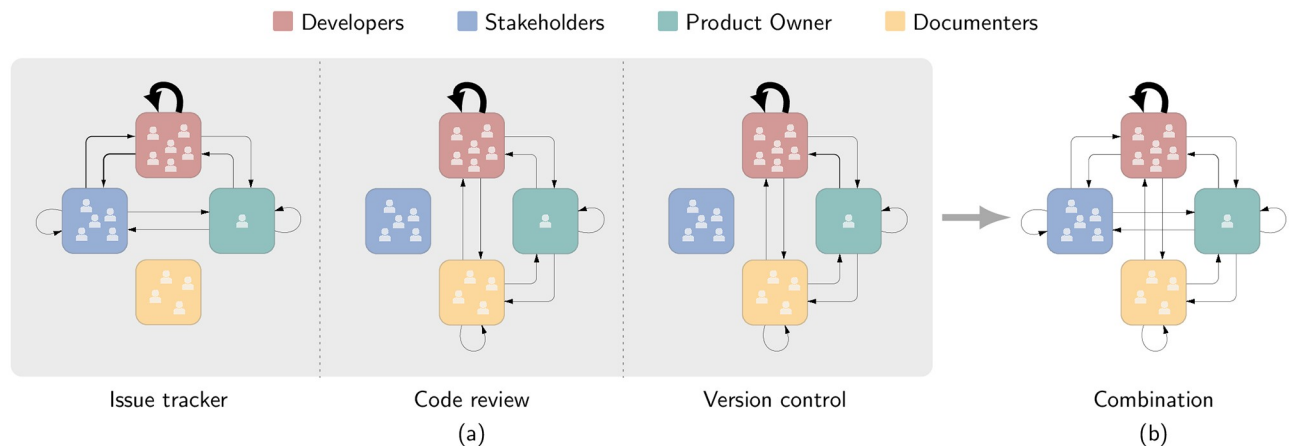 Developers Stakeholders Product Owner Documenters
Issue tracker Code review Version control Combination
(a) (b)